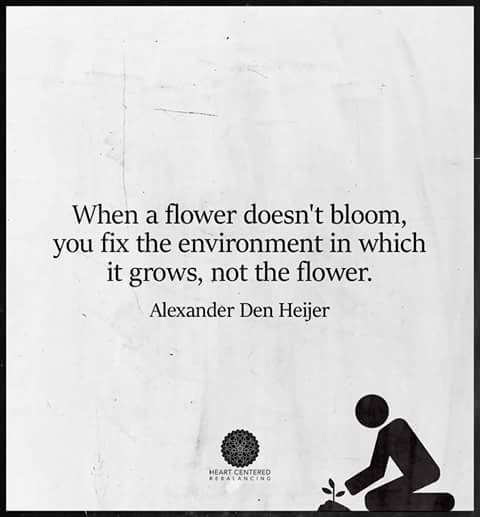 When a flower doesn't bloom,
you fix the environment in which
it grows, not the flower.
Alexander Den Heijer
HEART CENTERED
REBALANCING